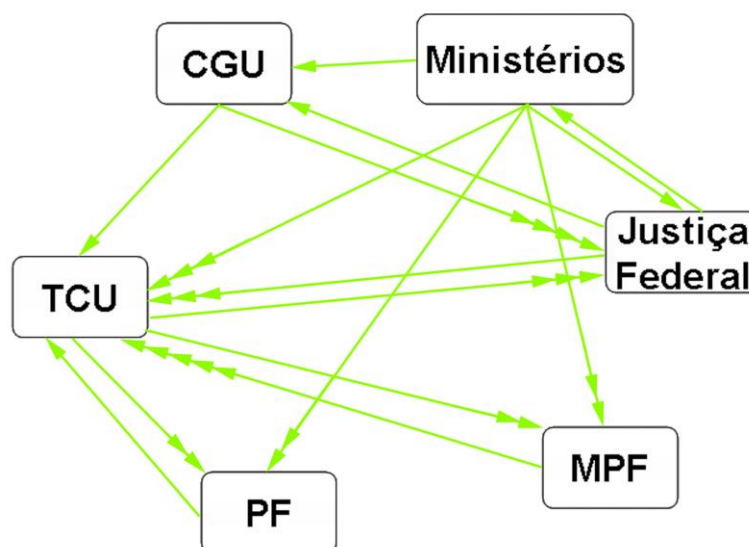 CGU
Ministérios
Justiça
Federal
TCU
MPF
PF